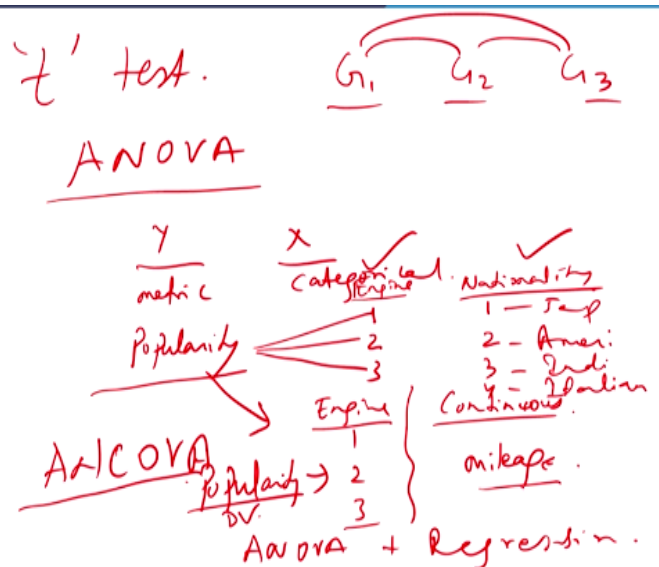 't' test. G1 G2 G3
ANOVA
Y X
metric Categorical. Nationality
Engine 1 - Jap
Popularity 1 2 - Ameri.
2 3 - Indi
3 4 - Italian
Engine Continuous.
1
ANCOVA Popularity → 2 mileage.
DV. 3
ANOVA + Regression.